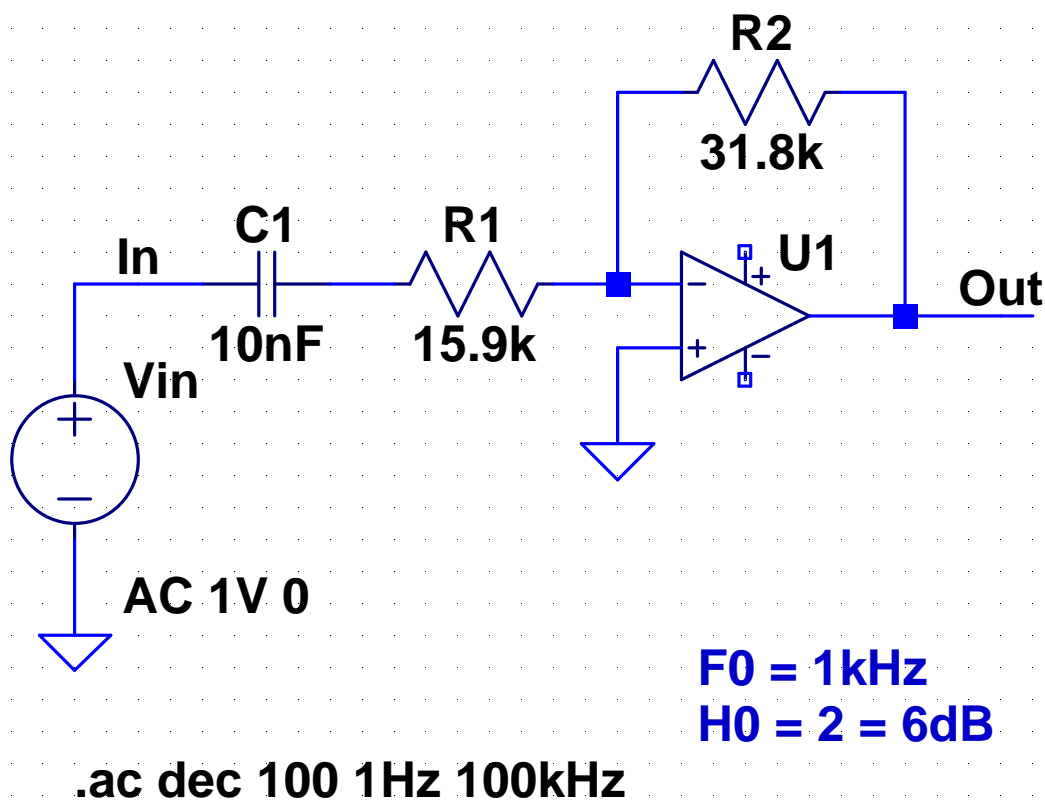 R2
31.8k
C1
R1
In
U1
Out
10nF
15.9k
Vin
AC 1V 0
F0 = 1kHz
H0 = 2 = 6dB
.ac dec 100 1Hz 100kHz